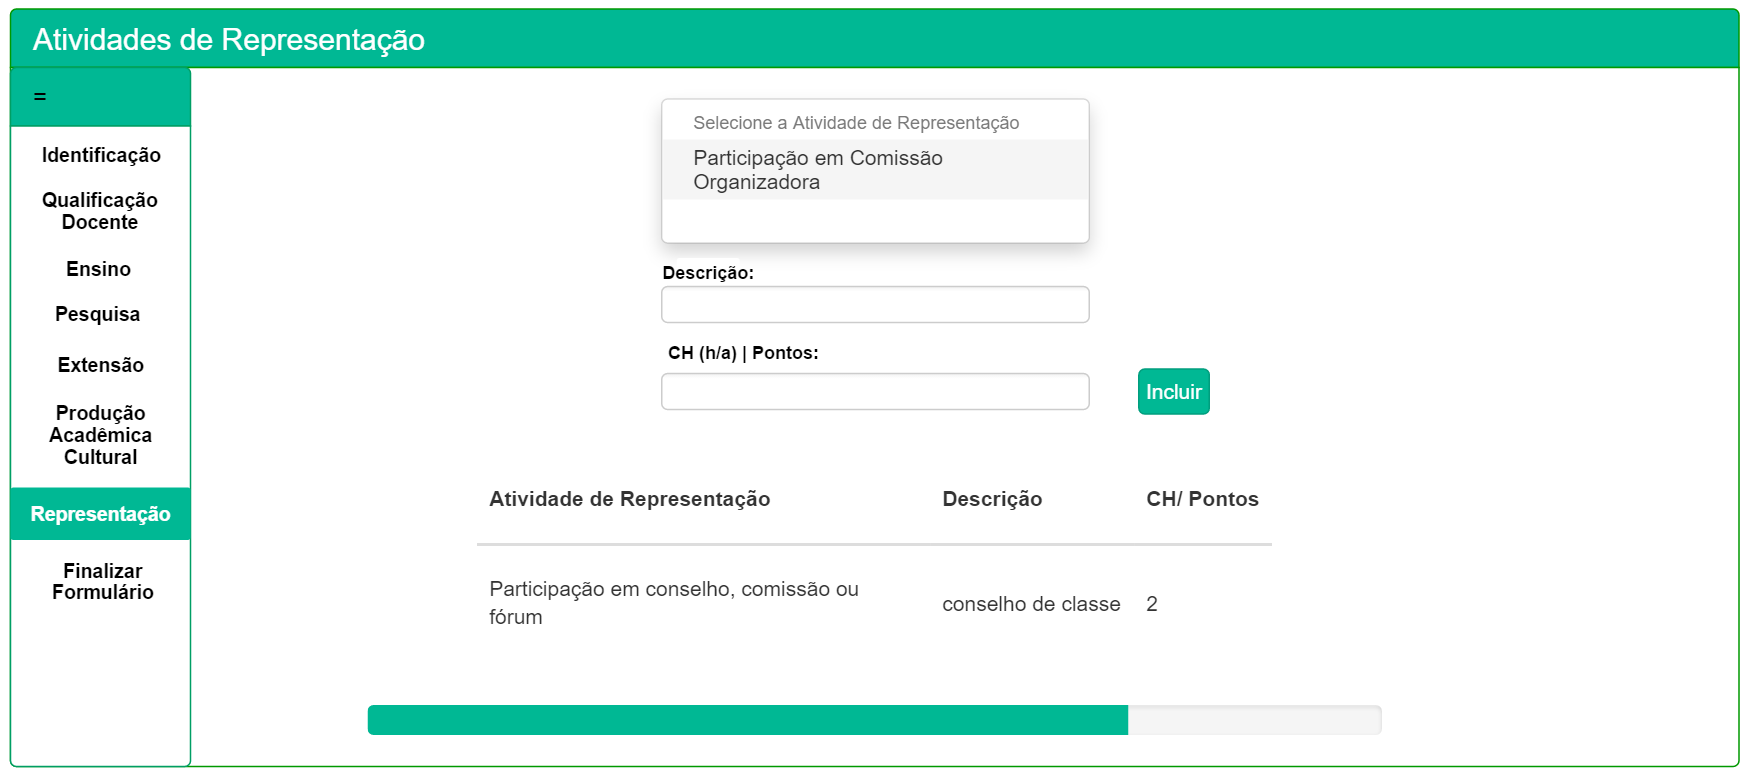 Atividades de Representação
=
Identificação
Qualificação
Docente
Ensino
Pesquisa
Extensão
Produção
Acadêmica
Cultural
Representação
Finalizar
Formulário
Selecione a Atividade de Representação
Participação em Comissão
Organizadora
Descrição:
CH (h/a) | Pontos:
Incluir
Atividade de Representação Descrição CH/ Pontos
Participação em conselho, comissão ou
fórum
conselho de classe 2